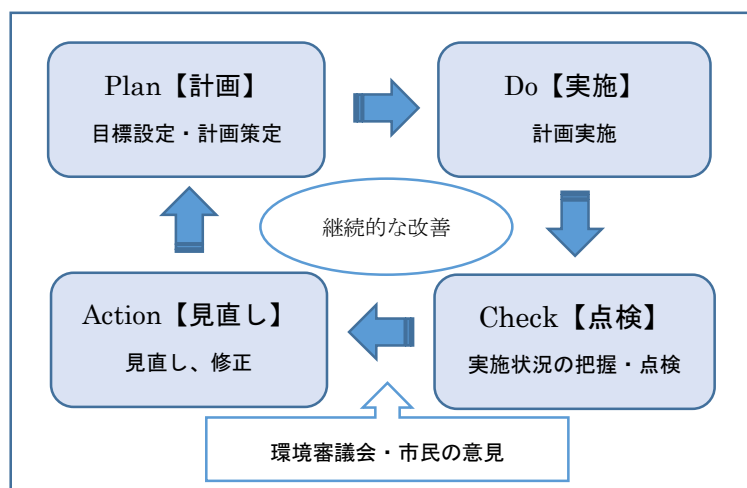 Plan【計画】
目標設定・計画策定
Do【実施】
計画実施
継続的な改善
Action【見直し】
見直し、修正
Check【点検】
実施状況の把握・点検
環境審議会・市民の意見